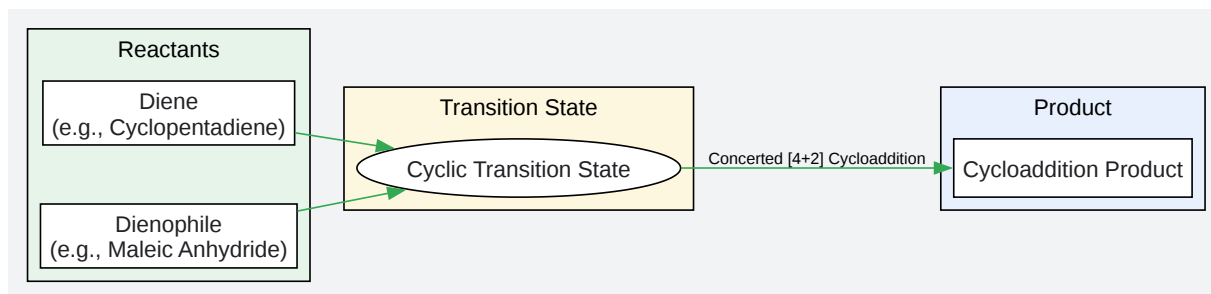 Reactants
Diene
(e.g., Cyclopentadiene)
Dienophile
(e.g., Maleic Anhydride)
Transition State
Cyclic Transition State
Concerted [4+2] Cycloaddition
Product
Cycloaddition Product